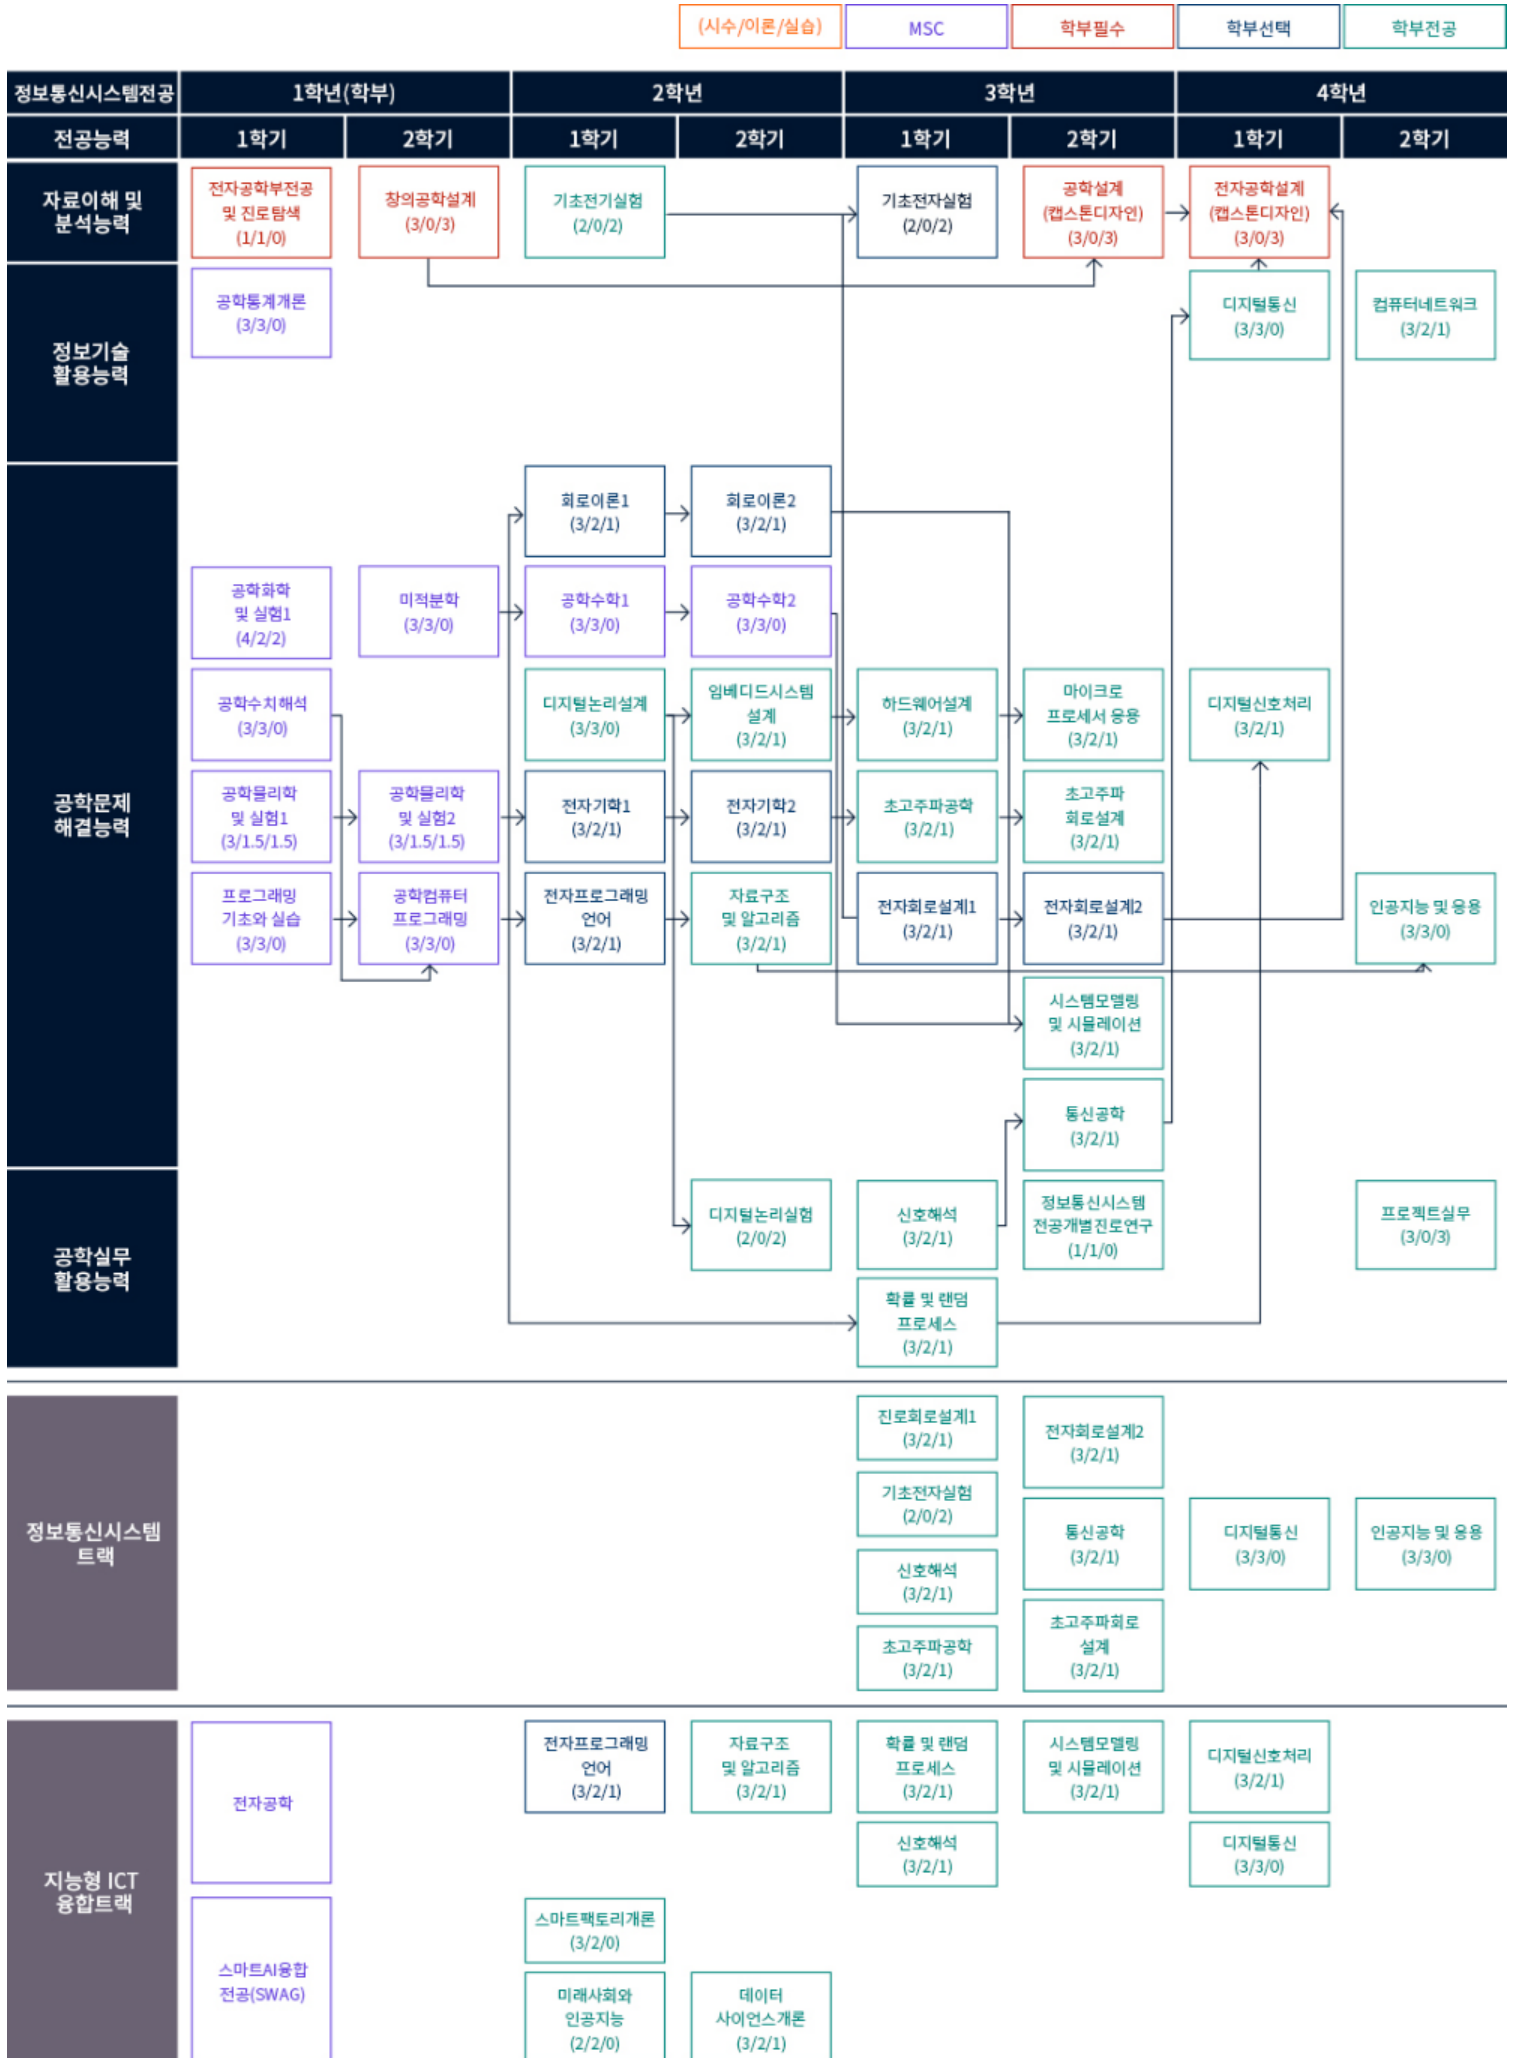 (시수/이론/실습)
MSC
학부필수
학부선택
학부전공
정보통신시스템전공
1학년(학부)
2학년
3학년
4학년
전공능력
1학기
2학기
1학기
2학기
1학기
2학기
1학기
2학기
자료이해 및
분석능력
전자공학부전공
및 진로탐색
(1/1/0)
창의공학설계
(3/0/3)
기초전기실험
(2/0/2)
기초전자실험
(2/0/2)
공학설계
(캡스톤디자인)
(3/0/3)
전자공학설계
(캡스톤디자인)
(3/0/3)
정보기술
활용능력
공학통계개론
(3/3/0)
디지털통신
(3/3/0)
컴퓨터네트워크
(3/2/1)
공학문제
해결능력
회로이론1
(3/2/1)
회로이론2
(3/2/1)
공학화학
및 실험1
(4/2/2)
미적분학
(3/3/0)
공학수학1
(3/3/0)
공학수학2
(3/3/0)
공학수치해석
(3/3/0)
디지털논리설계
(3/3/0)
임베디드시스템
설계
(3/2/1)
하드웨어설계
(3/2/1)
마이크로
프로세서 응용
(3/2/1)
디지털신호처리
(3/2/1)
공학물리학
및 실험1
(3/1.5/1.5)
공학물리학
및 실험2
(3/1.5/1.5)
전자기학1
(3/2/1)
전자기학2
(3/2/1)
초고주파공학
(3/2/1)
초고주파
회로설계
(3/2/1)
프로그래밍
기초와 실습
(3/3/0)
공학컴퓨터
프로그래밍
(3/3/0)
전자프로그래밍
언어
(3/2/1)
자료구조
및 알고리즘
(3/2/1)
전자회로설계1
(3/2/1)
전자회로설계2
(3/2/1)
인공지능 및 응용
(3/3/0)
시스템모델링
및 시뮬레이션
(3/2/1)
통신공학
(3/2/1)
공학실무
활용능력
디지털논리실험
(2/0/2)
신호해석
(3/2/1)
정보통신시스템
전공개별진로연구
(1/1/0)
프로젝트실무
(3/0/3)
확률 및 랜덤
프로세스
(3/2/1)
정보통신시스템
트랙
진로회로설계1
(3/2/1)
전자회로설계2
(3/2/1)
기초전자실험
(2/0/2)
통신공학
(3/2/1)
디지털통신
(3/3/0)
인공지능 및 응용
(3/3/0)
신호해석
(3/2/1)
초고주파회로
설계
(3/2/1)
초고주파공학
(3/2/1)
지능형 ICT
융합트랙
전자공학
전자프로그래밍
언어
(3/2/1)
자료구조
및 알고리즘
(3/2/1)
확률 및 랜덤
프로세스
(3/2/1)
시스템모델링
및 시뮬레이션
(3/2/1)
디지털신호처리
(3/2/1)
신호해석
(3/2/1)
디지털통신
(3/3/0)
스마트AI융합
전공(SWAG)
스마트팩토리개론
(3/2/0)
미래사회와
인공지능
(2/2/0)
데이터
사이언스개론
(3/2/1)